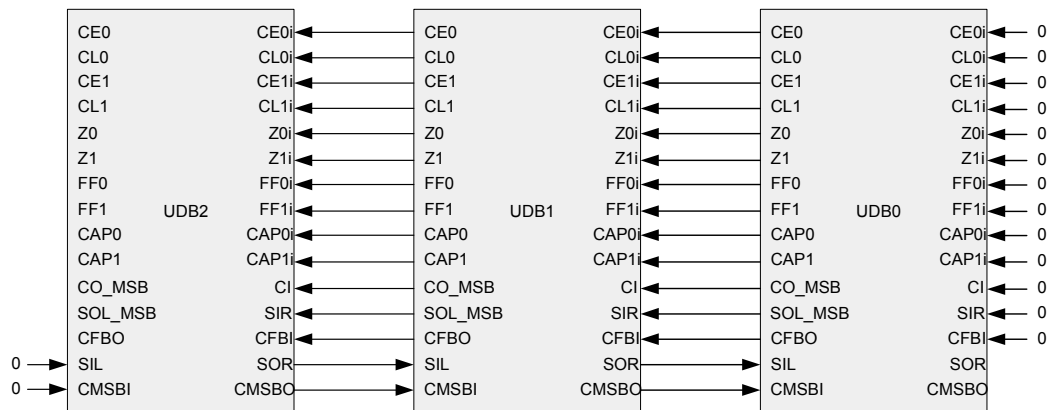 CE0 CE0i CE0 CE0i CE0 CE0i 0
CL0 CL0i CL0 CL0i CL0 CL0i 0
CE1 CE1i CE1 CE1i CE1 CE1i 0
CL1 CL1i CL1 CL1i CL1 CL1i 0
Z0 Z0i Z0 Z0i Z0 Z0i 0
Z1 Z1i Z1 Z1i Z1 Z1i 0
FF0 FF0i FF0 FF0i FF0 FF0i 0
FF1 UDB2 FF1i FF1 UDB1 FF1i FF1 UDB0 FF1i 0
CAP0 CAP0i CAP0 CAP0i CAP0 CAP0i 0
CAP1 CAP1i CAP1 CAP1i CAP1 CAP1i 0
CO_MSB CI CO_MSB CI CO_MSB CI 0
SOL_MSB SIR SOL_MSB SIR SOL_MSB SIR 0
CFBO CFBI CFBO CFBI CFBO CFBI 0
0 SIL SOR SIL SOR SIL SOR
0 CMSBI CMSBO CMSBI CMSBO CMSBI CMSBO